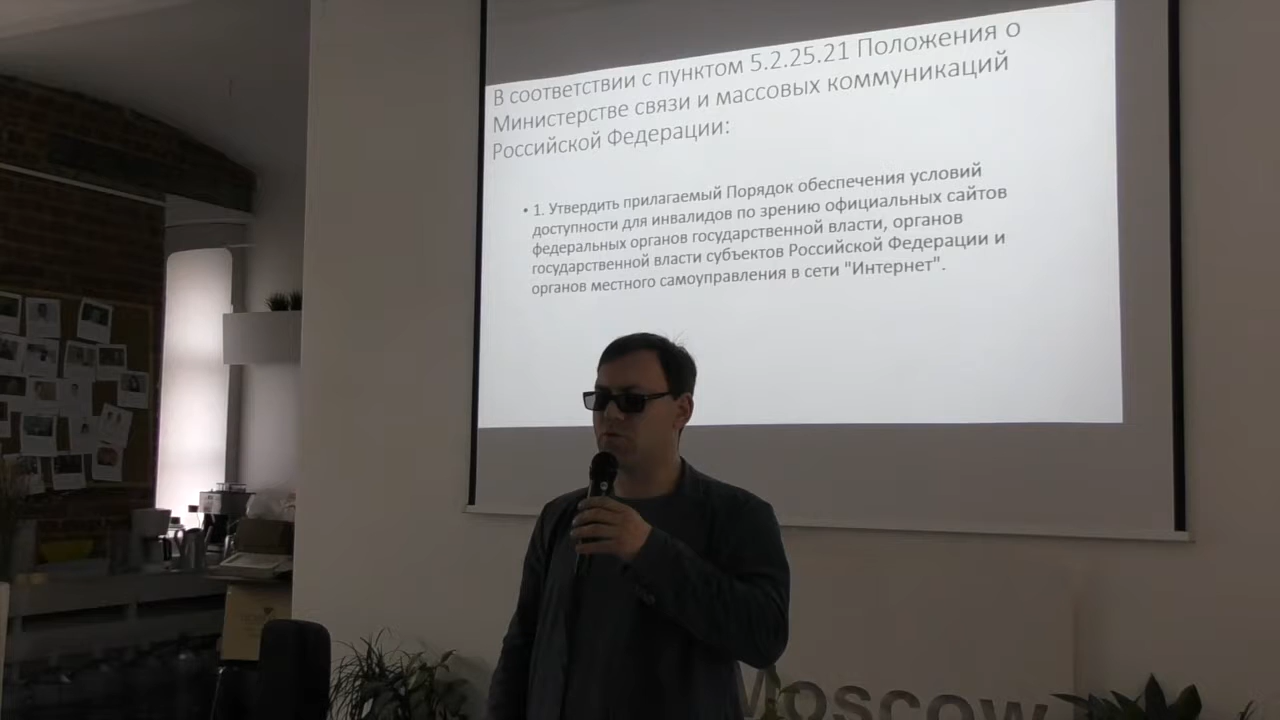 В соответствии с пунктом 5.2.25.21 Положения о
Министерстве связи и массовых коммуникаций
Российской Федерации:
• 1. Утвердить прилагаемый Порядок обеспечения условий
доступности для инвалидов по зрению официальных сайтов
федеральных органов государственной власти, органов
государственной власти субъектов Российской Федерации и
органов местного самоуправления в сети "Интернет".
Moscow